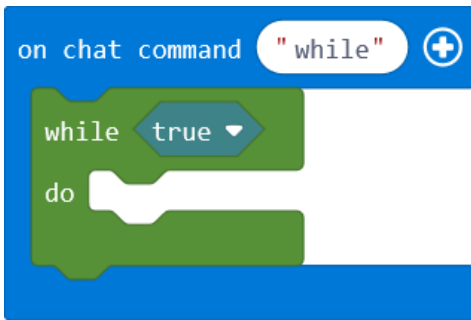 on chat command "while"
while true
do